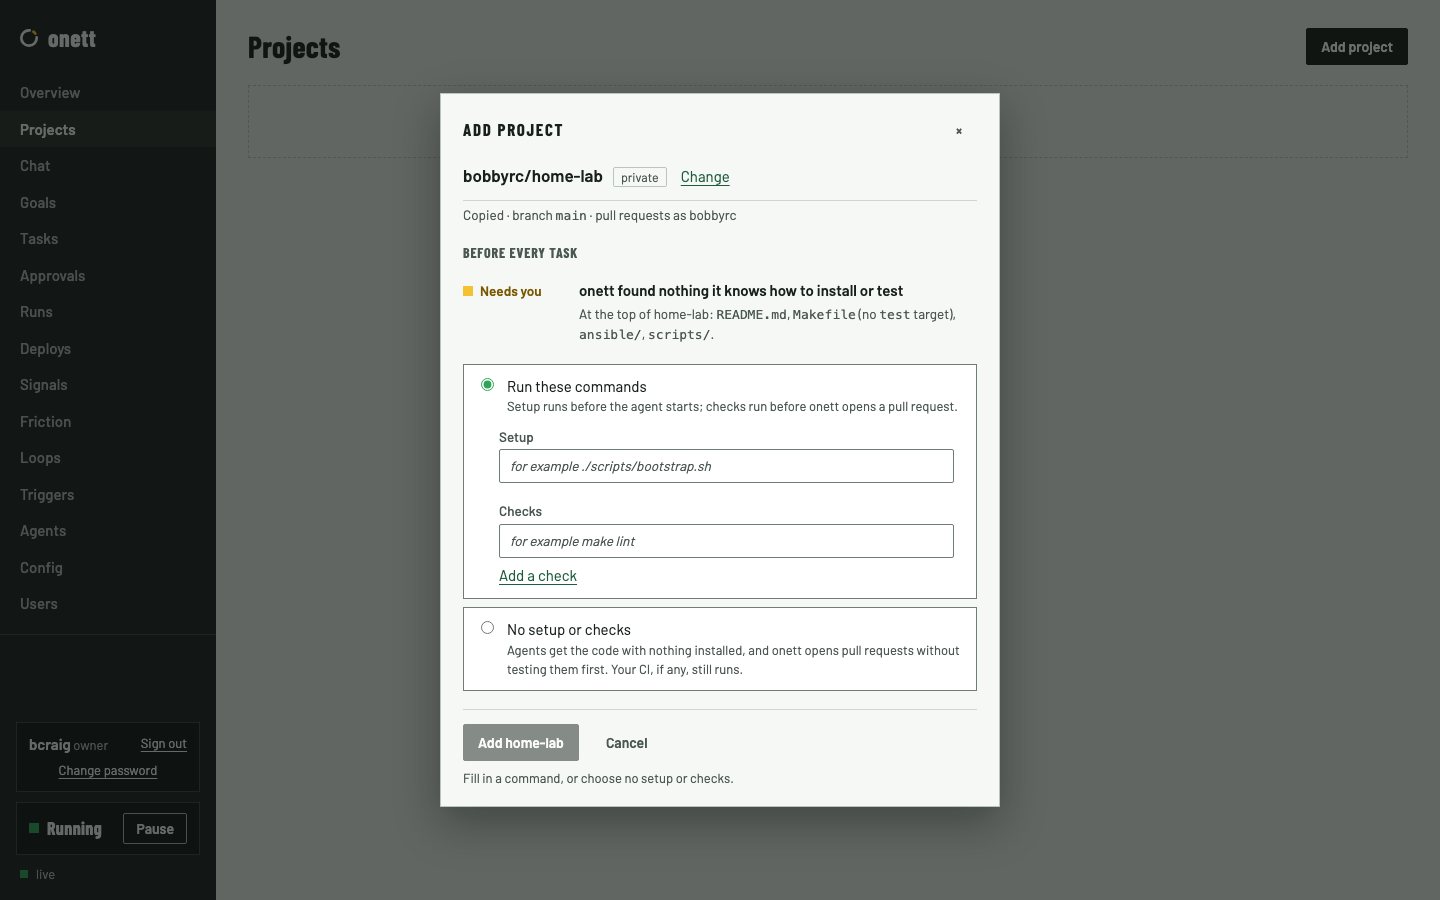 onett
Overview
Projects
Chat
Goals
Tasks
Approvals
Runs
Deploys
Signals
Friction
Loops
Triggers
Agents
Config
Users
bcraig owner
Sign out
Change password
Running
Pause
live
Projects
Add project
ADD PROJECT
×
bobbyrc/home-lab private Change
Copied · branch main · pull requests as bobbyrc
BEFORE EVERY TASK
Needs you
onett found nothing it knows how to install or test
At the top of home-lab: README.md, Makefile (no test target),
ansible/, scripts/.
Run these commands
Setup runs before the agent starts; checks run before onett opens a pull request.
Setup
for example ./scripts/bootstrap.sh
Checks
for example make lint
Add a check
No setup or checks
Agents get the code with nothing installed, and onett opens pull requests without
testing them first. Your CI, if any, still runs.
Add home-lab
Cancel
Fill in a command, or choose no setup or checks.